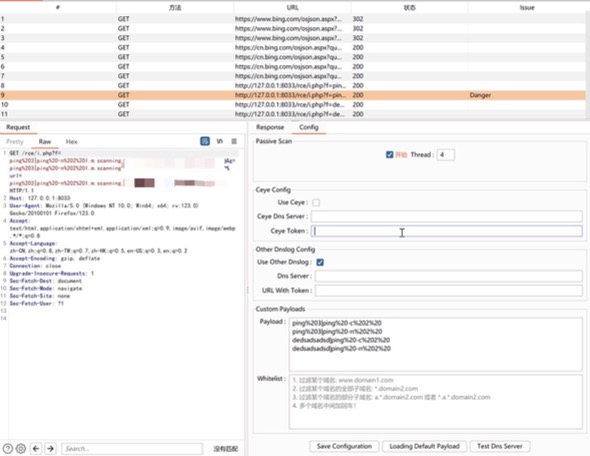 # 方法 URL 状态 Issue
1 GET https://www.bing.com/osjson.aspx?... 302
2 GET https://www.bing.com/osjson.aspx?... 302
3 GET https://www.bing.com/osjson.aspx?... 302
4 GET https://cn.bing.com/osjson.aspx?qu... 200
5 GET https://cn.bing.com/osjson.aspx?qu... 200
6 GET https://cn.bing.com/osjson.aspx?qu... 200
7 GET https://cn.bing.com/osjson.aspx?qu... 200
8 GET http://127.0.0.1:8033/rce/i.php?f=pin... 200
9 GET http://127.0.0.1:8033/rce/i.php?f=pin... 200 Danger
10 GET http://127.0.0.1:8033/rce/i.php?f=de... 200
11 GET http://127.0.0.1:8033/rce/i.php?f=de... 200
Request
Pretty Raw Hex
\n
1 GET /rce/i.php?f=
url=
HTTP/1.1
2 Host: 127.0.0.1:8033
3 User-Agent: Mozilla/5.0 (Windows NT 10.0; Win64; x64; rv:123.0)
Gecko/20100101 Firefox/123.0
4 Accept:
text/html,application/xhtml+xml,application/xml;q=0.9,image/avif,image/webp
,*/*;q=0.8
5 Accept-Language:
zh-CN,zh;q=0.8,zh-TW;q=0.7,zh-HK;q=0.5,en-US;q=0.3,en;q=0.2
6 Accept-Encoding: gzip, deflate
7 Connection: close
8 Upgrade-Insecure-Requests: 1
9 Sec-Fetch-Dest: document
10 Sec-Fetch-Mode: navigate
11 Sec-Fetch-Site: none
12 Sec-Fetch-User: ?1
13
14
Search...
没有匹配
Response Config
Passive Scan
开始 Thread : 4
Ceye Config
Use Ceye :
Ceye Dns Server :
Ceye Token :
Other Dnslog Config
Use Other Dnslog :
Dns Server :
URL With Token :
Custom Payloads
Payload :
ping%203||ping%20-c%202%20
ping%203||ping%20-n%202%20
dedsadsadsd|ping%20-c%202%20
dedsadsadsd|ping%20-n%202%20
Whitelist :
1. 过滤某个域名: www.domain1.com
2. 过滤某个域名的全部子域名: *.domain2.com
3. 过滤某个域名的部分子域名: a.*.domain2.com 或者 *.a.*.domain2.com
4. 多个域名中间加回车!
Save Configuration Loading Default Payload Test Dns Server